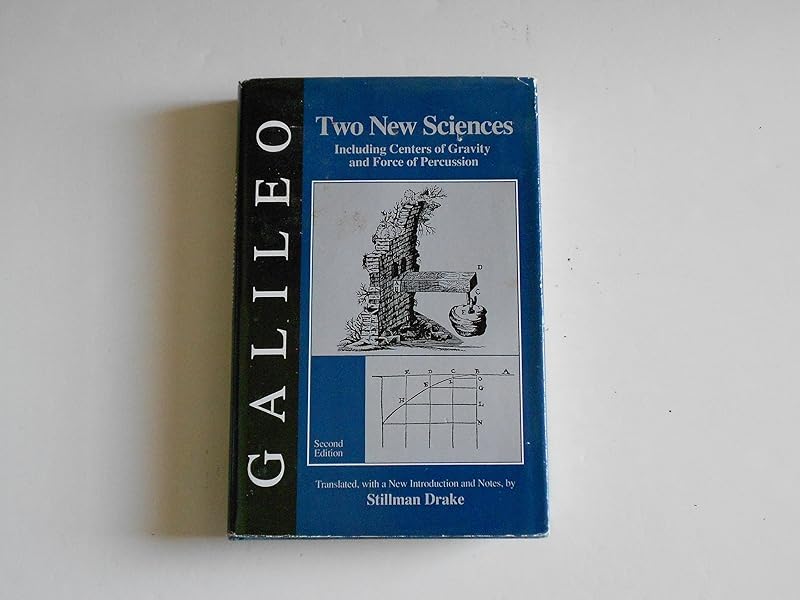 GALILEO
Two New Sciences
Including Centers of Gravity
and Force of Percussion
D
C
E D C B A
I O
E G
H L
N
Second
Edition
Translated, with a New Introduction and Notes, by
Stillman Drake